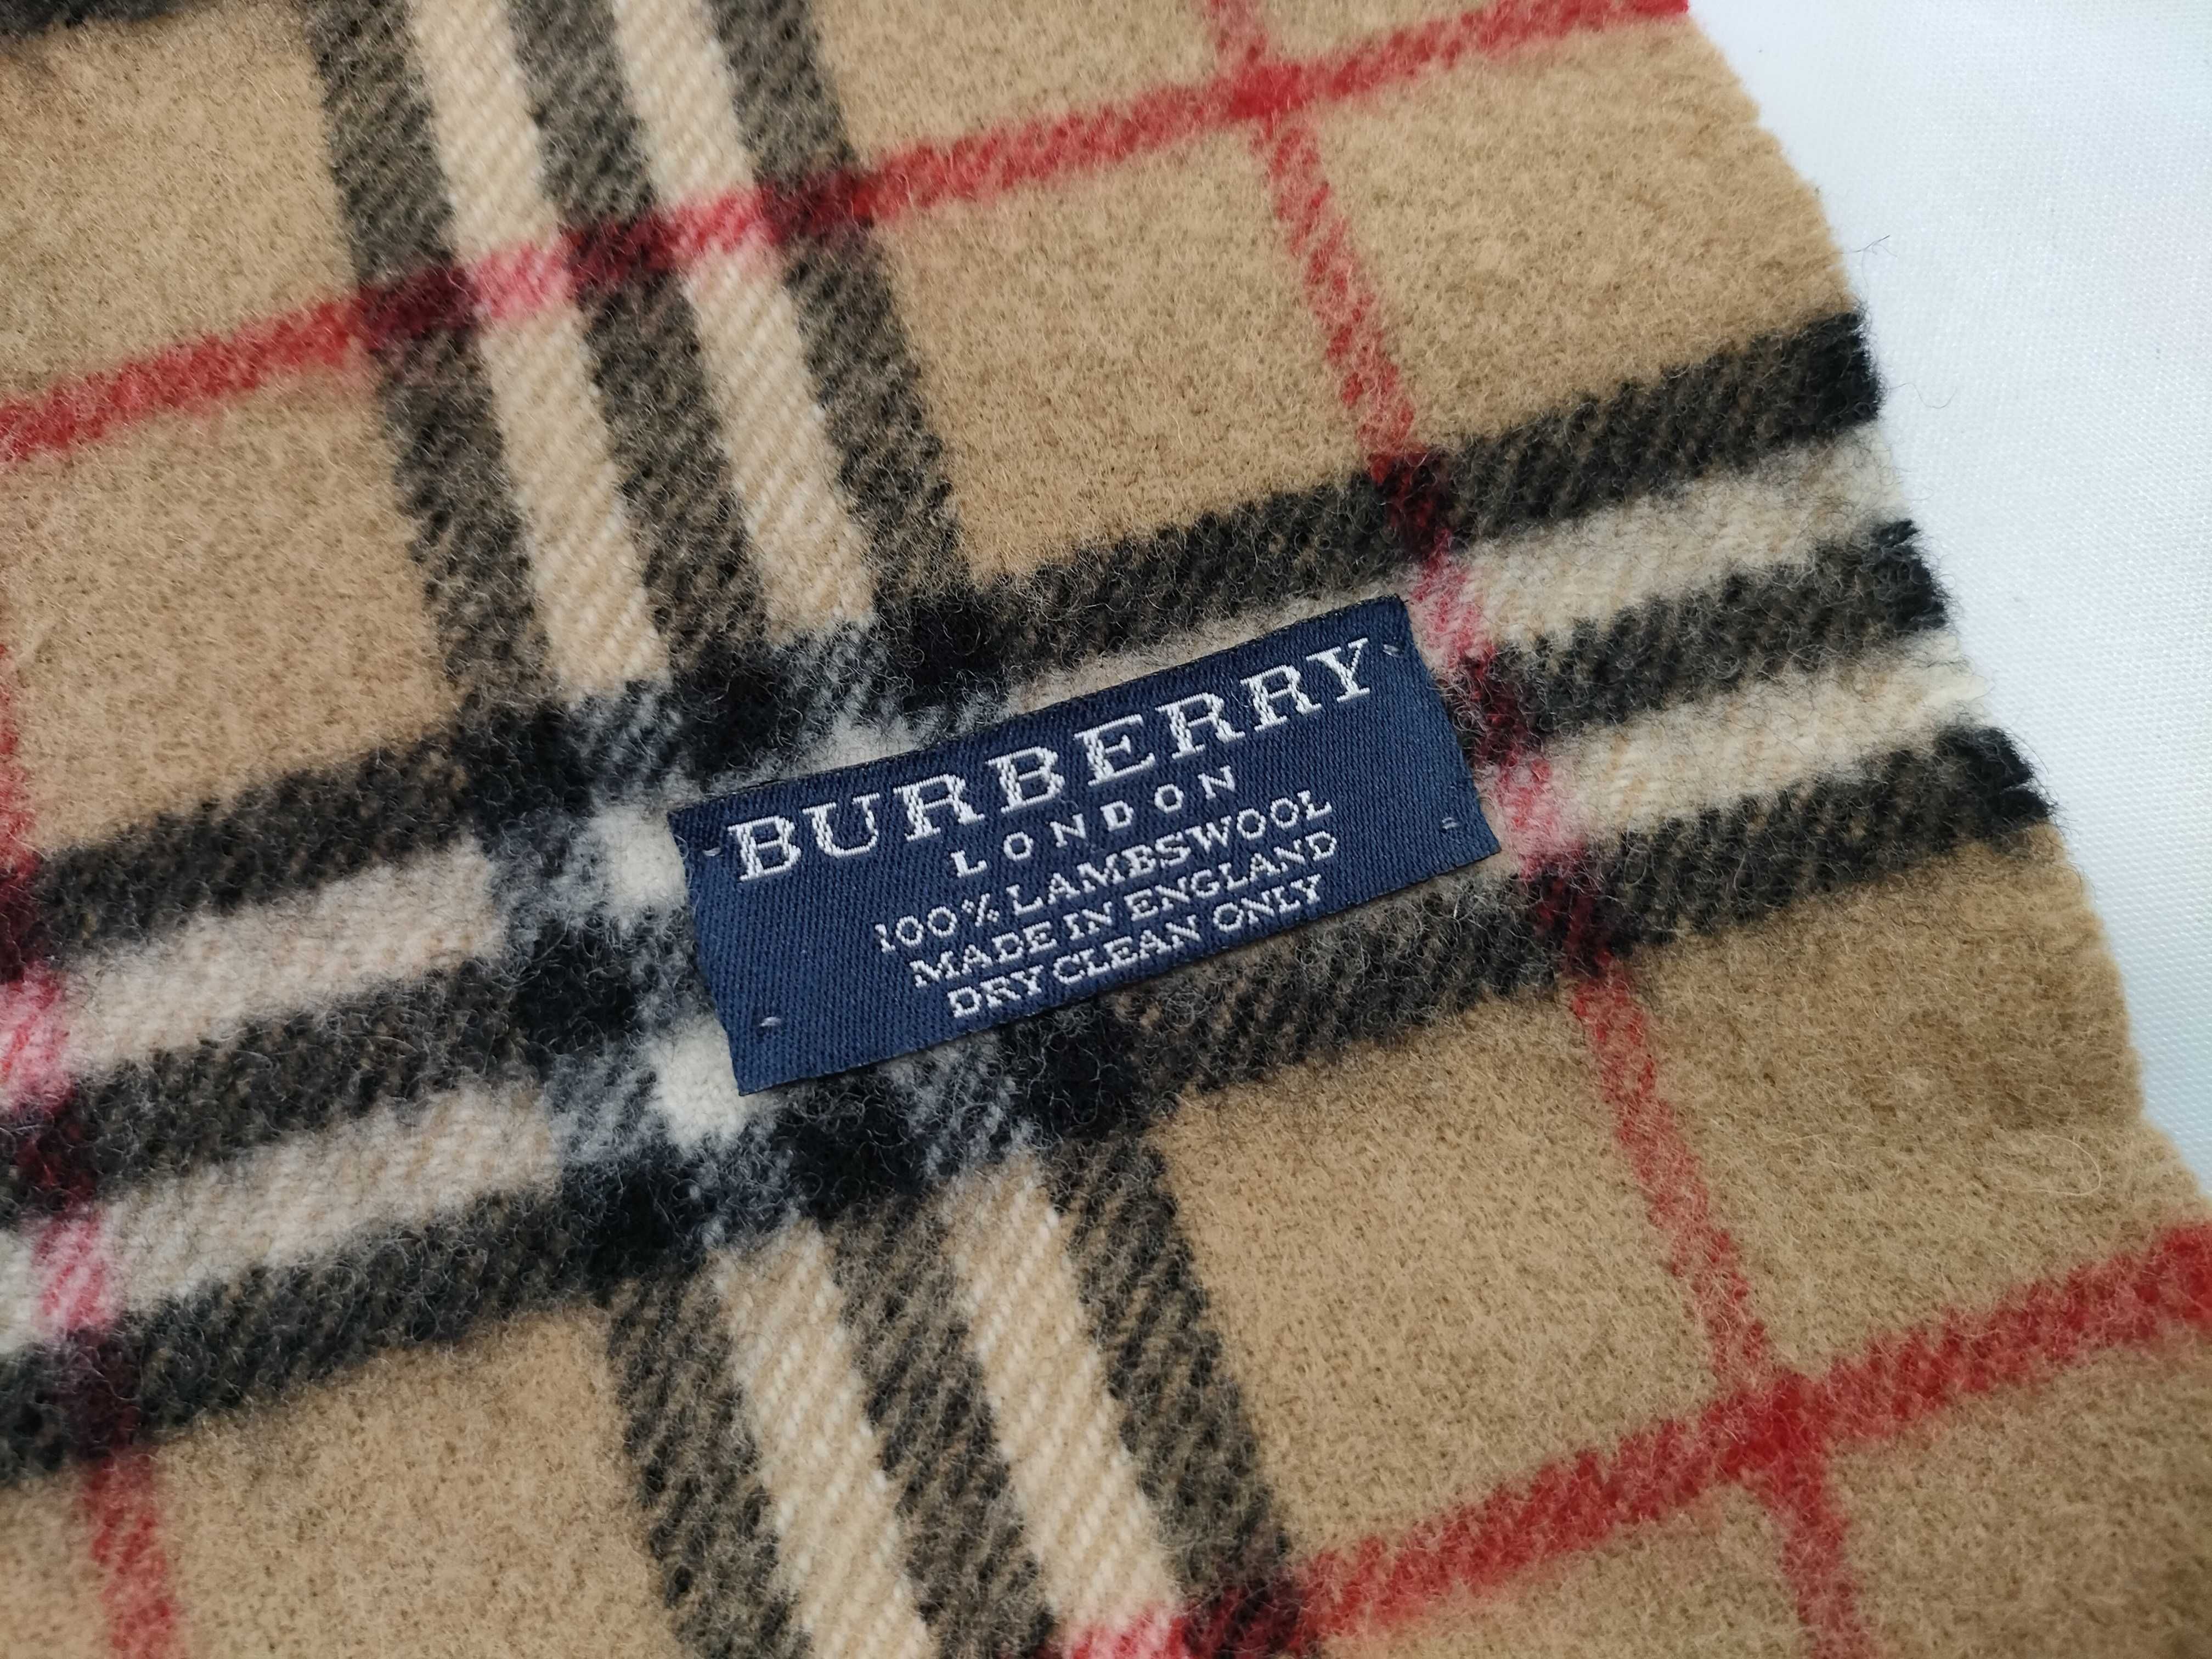 BURBERRY
LONDON
100% LAMBSWOOL
MADE IN ENGLAND
DRY CLEAN ONLY